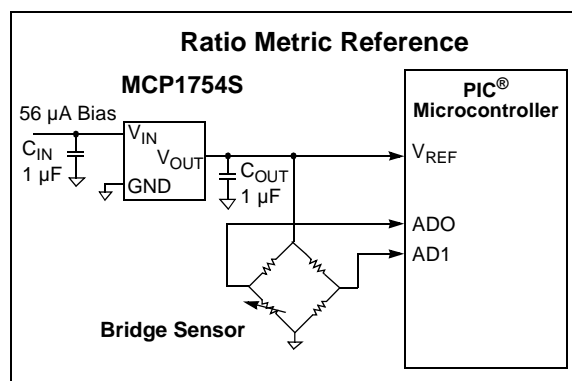 Ratio Metric Reference
MCP1754S
PIC®
Microcontroller
56 µA Bias
CIN
1 µF
VIN
VOUT
GND
COUT
1 µF
VREF
ADO
AD1
Bridge Sensor